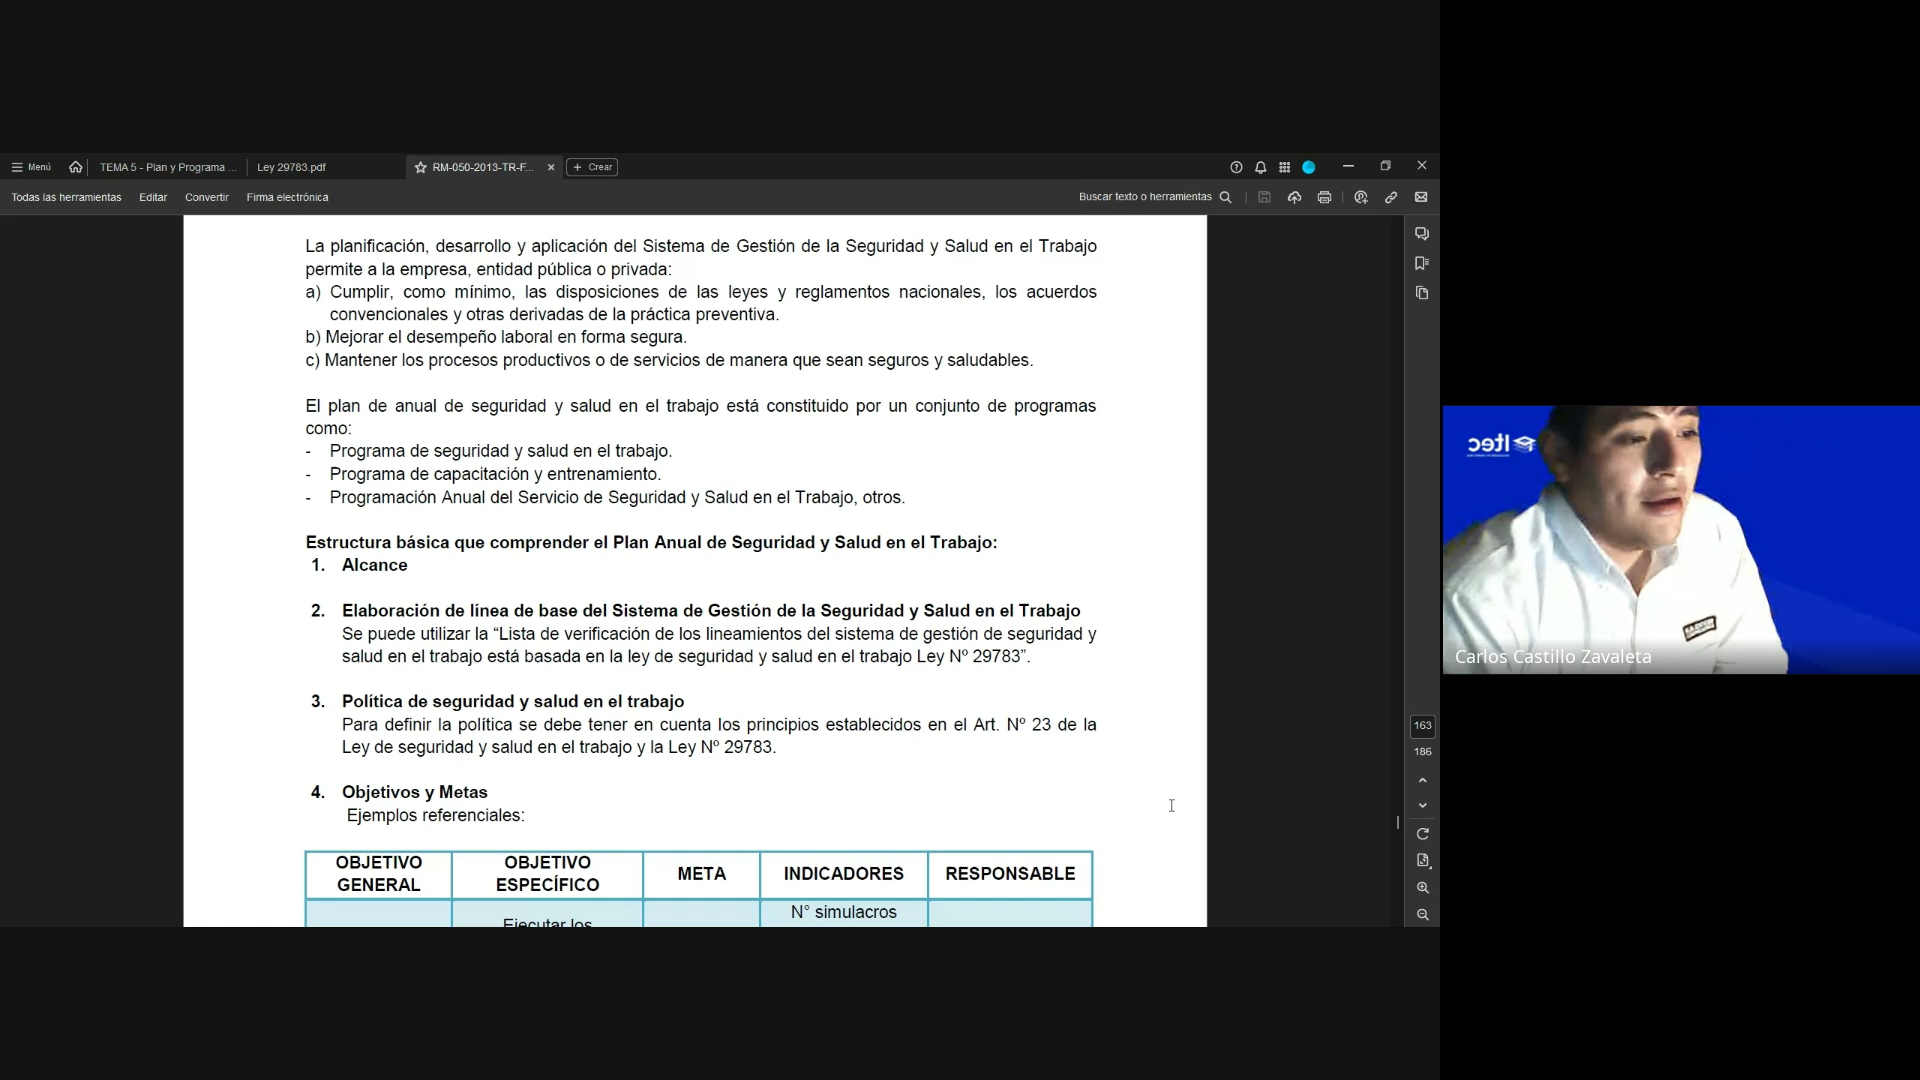 Menú
TEMA 5 - Plan y Programa ...
Ley 29783.pdf
RM-050-2013-TR-F...
Crear
Todas las herramientas
Editar
Convertir
Firma electrónica
Buscar texto o herramientas
La planificación, desarrollo y aplicación del Sistema de Gestión de la Seguridad y Salud en el Trabajo
permite a la empresa, entidad pública o privada:
a) Cumplir, como mínimo, las disposiciones de las leyes y reglamentos nacionales, los acuerdos
convencionales y otras derivadas de la práctica preventiva.
b) Mejorar el desempeño laboral en forma segura.
c) Mantener los procesos productivos o de servicios de manera que sean seguros y saludables.
El plan de anual de seguridad y salud en el trabajo está constituido por un conjunto de programas
como:
- Programa de seguridad y salud en el trabajo.
- Programa de capacitación y entrenamiento.
- Programación Anual del Servicio de Seguridad y Salud en el Trabajo, otros.
Estructura básica que comprender el Plan Anual de Seguridad y Salud en el Trabajo:
1. Alcance
2. Elaboración de línea de base del Sistema de Gestión de la Seguridad y Salud en el Trabajo
Se puede utilizar la “Lista de verificación de los lineamientos del sistema de gestión de seguridad y
salud en el trabajo está basada en la ley de seguridad y salud en el trabajo Ley Nº 29783”.
3. Política de seguridad y salud en el trabajo
Para definir la política se debe tener en cuenta los principios establecidos en el Art. Nº 23 de la
Ley de seguridad y salud en el trabajo y la Ley Nº 29783.
4. Objetivos y Metas
Ejemplos referenciales:
OBJETIVO GENERAL
OBJETIVO ESPECÍFICO
META
INDICADORES
RESPONSABLE
Ejecutar los
N° simulacros
163
186
Itec
Carlos Castillo Zavaleta